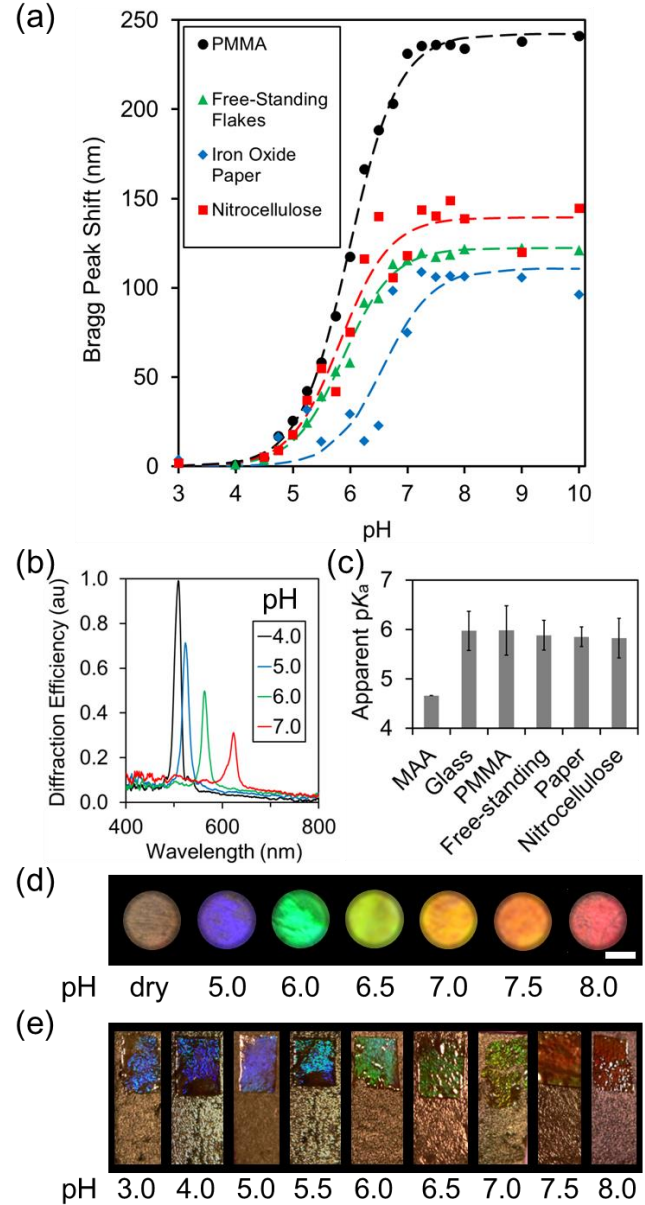 (a)
250
200
150
100
50
0
Bragg Peak Shift (nm)
PMMA
Free-Standing
Flakes
Iron Oxide
Paper
Nitrocellulose
3 4 5 6 7 8 9 10
pH
(b)
1.0
0.8
0.6
0.4
0.2
0.0
Diffraction Efficiency (au)
pH
4.0
5.0
6.0
7.0
400 600 800
Wavelength (nm)
(c)
7
6
5
4
Apparent pKa
MAA
Glass
PMMA
Free-standing
Paper
Nitrocellulose
(d)
pH dry 5.0 6.0 6.5 7.0 7.5 8.0
(e)
pH 3.0 4.0 5.0 5.5 6.0 6.5 7.0 7.5 8.0